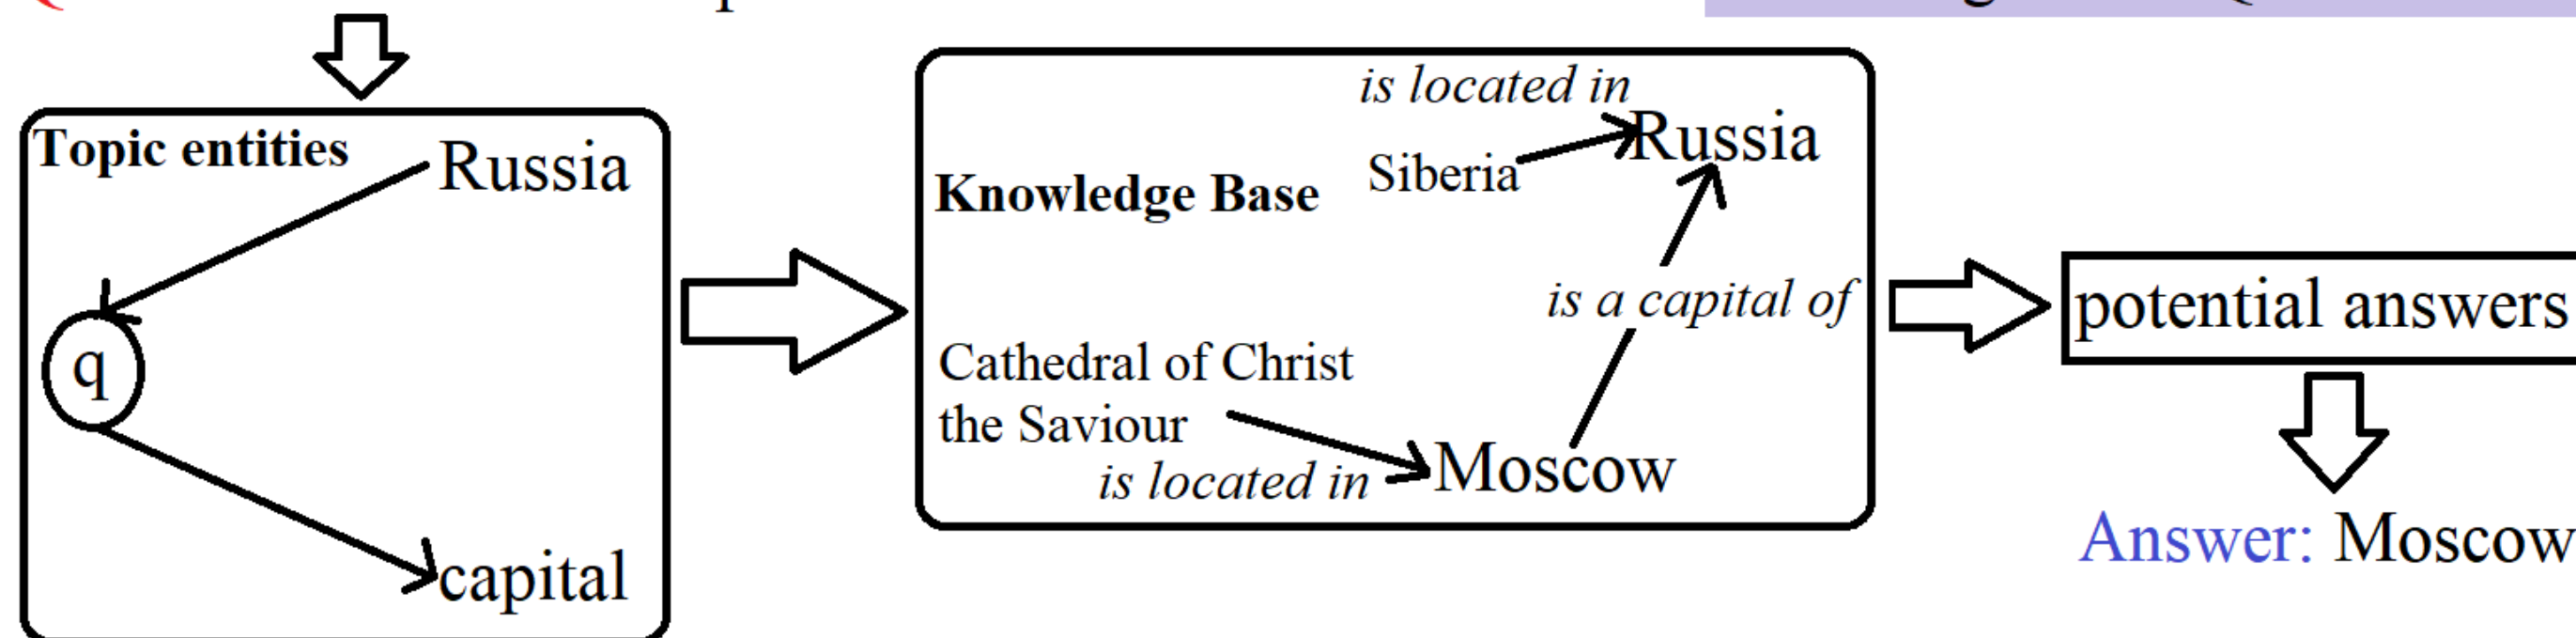 Topic entities
Russia
q
capital
Knowledge Base
is located in
Russia
Siberia
is a capital of
Cathedral of Christ
the Saviour
is located in
Moscow
potential answers
Answer: Moscow